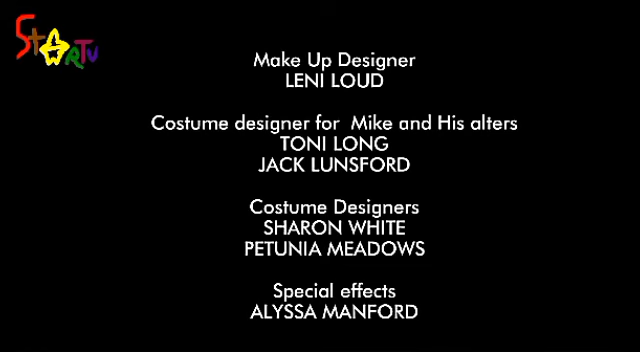 StarTV
Make Up Designer
LENI LOUD
Costume designer for  Mike and His alters
TONI LONG
JACK LUNSFORD
Costume Designers
SHARON WHITE
PETUNIA MEADOWS
Special effects
ALYSSA MANFORD